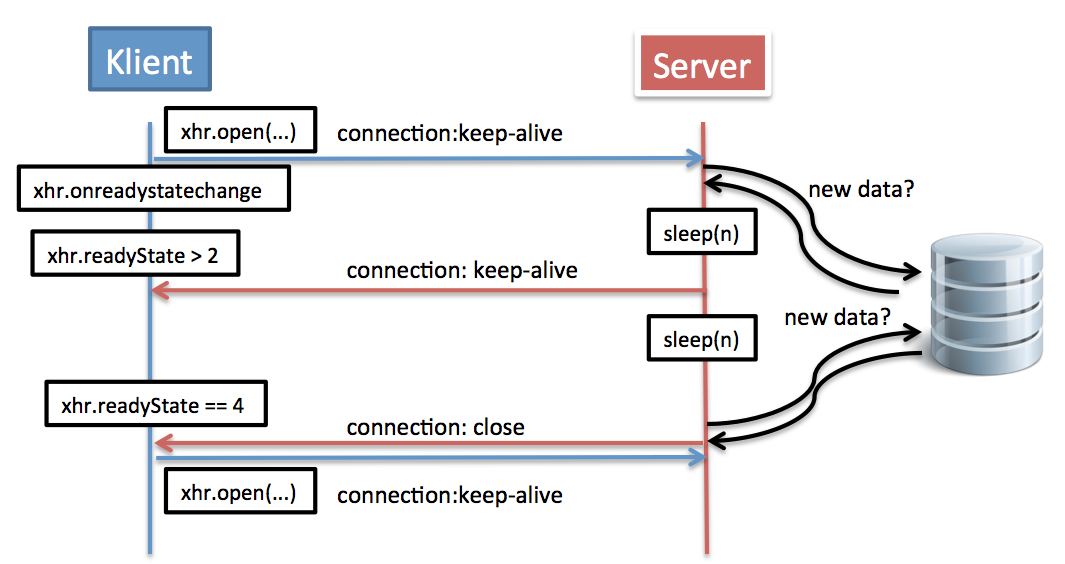 Klient
Server
xhr.open(...)
connection:keep-alive
xhr.onreadystatechange
new data?
sleep(n)
xhr.readyState > 2
connection: keep-alive
new data?
sleep(n)
xhr.readyState == 4
connection: close
xhr.open(...)
connection:keep-alive